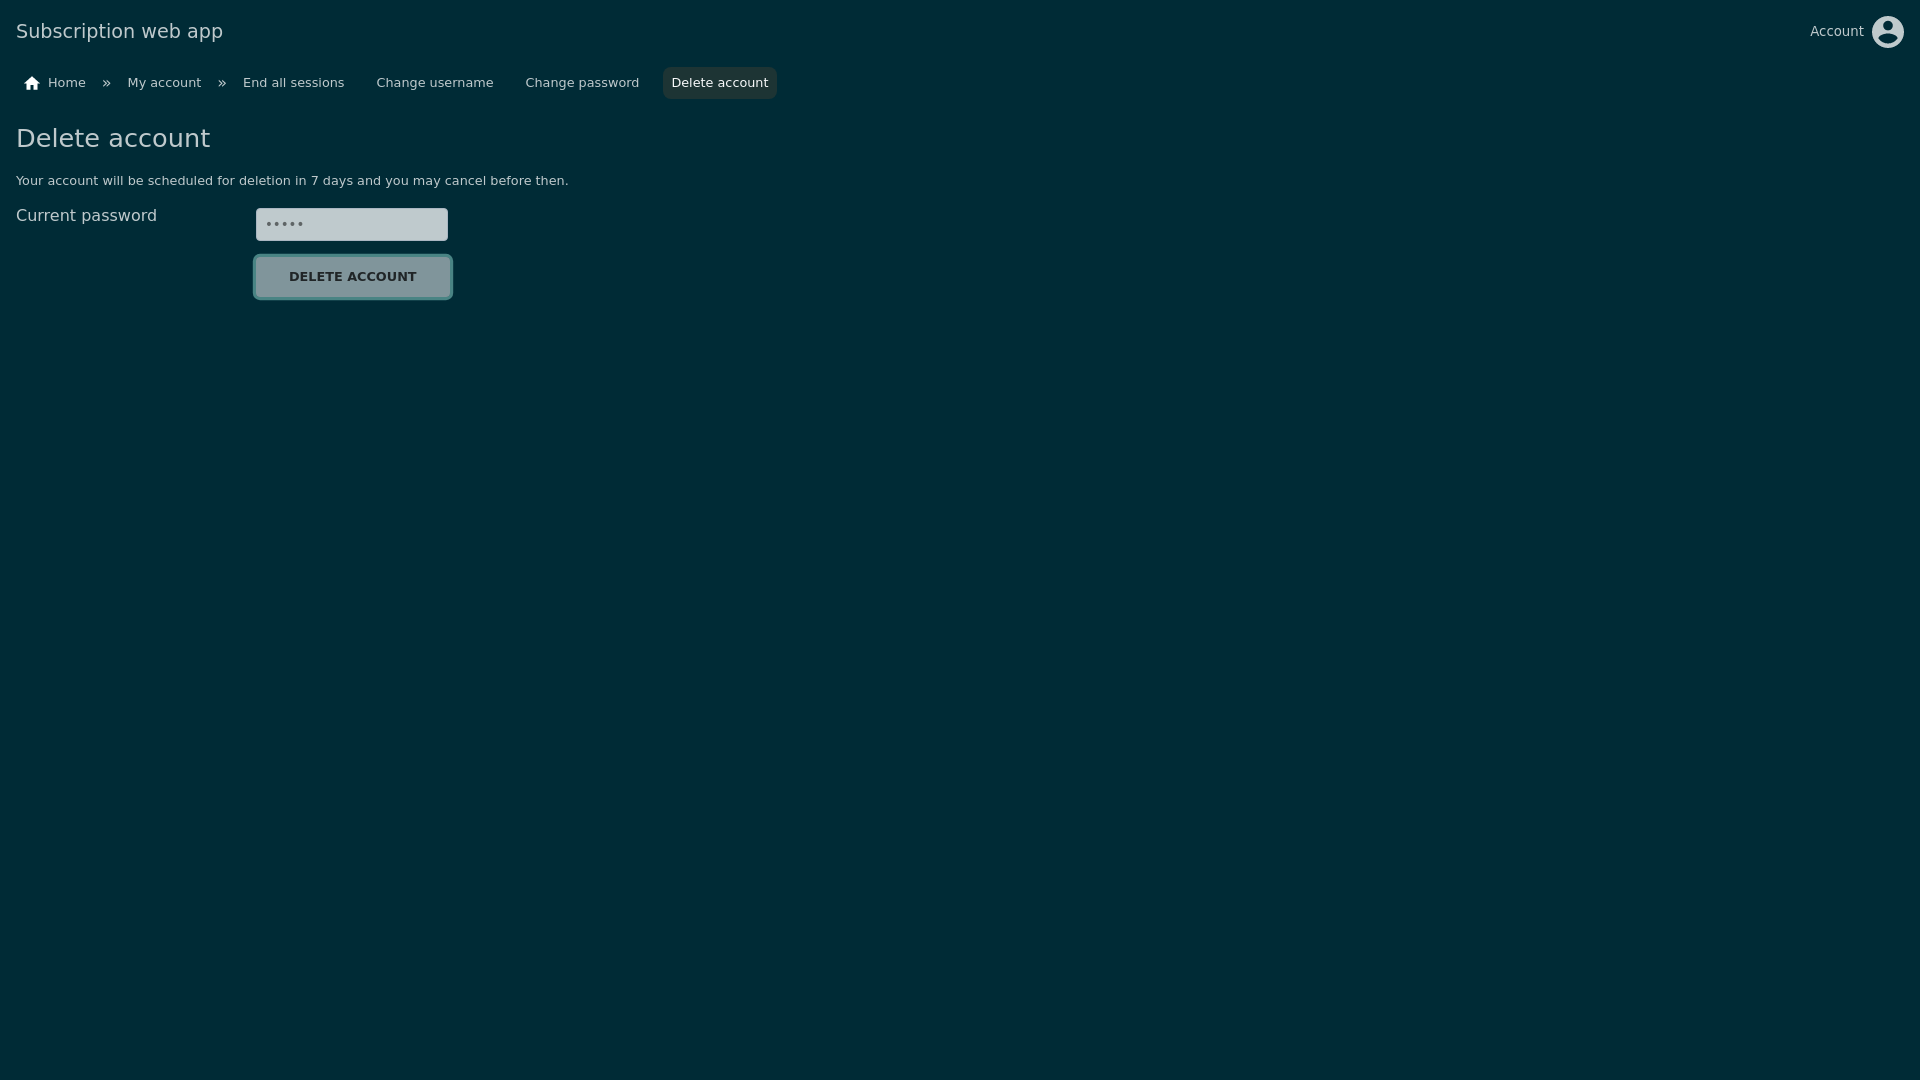 Subscription web app
Account
Home » My account » End all sessions Change username Change password Delete account
Delete account
Your account will be scheduled for deletion in 7 days and you may cancel before then.
Current password
•••••
DELETE ACCOUNT